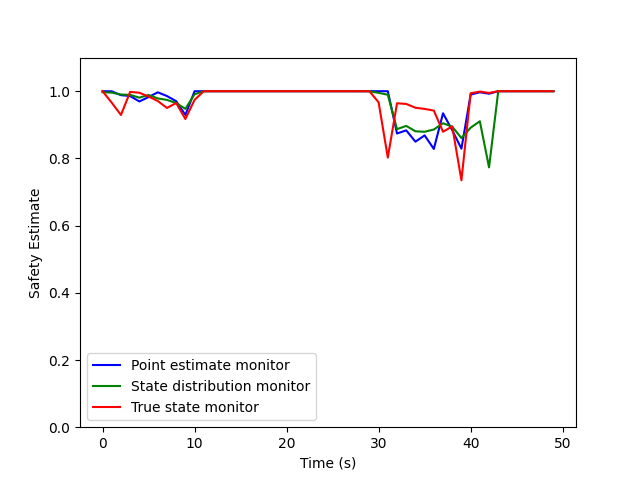 1.0
0.8
0.6
0.4
0.2
0.0
Safety Estimate
Point estimate monitor
State distribution monitor
True state monitor
0 10 20 30 40 50
Time (s)